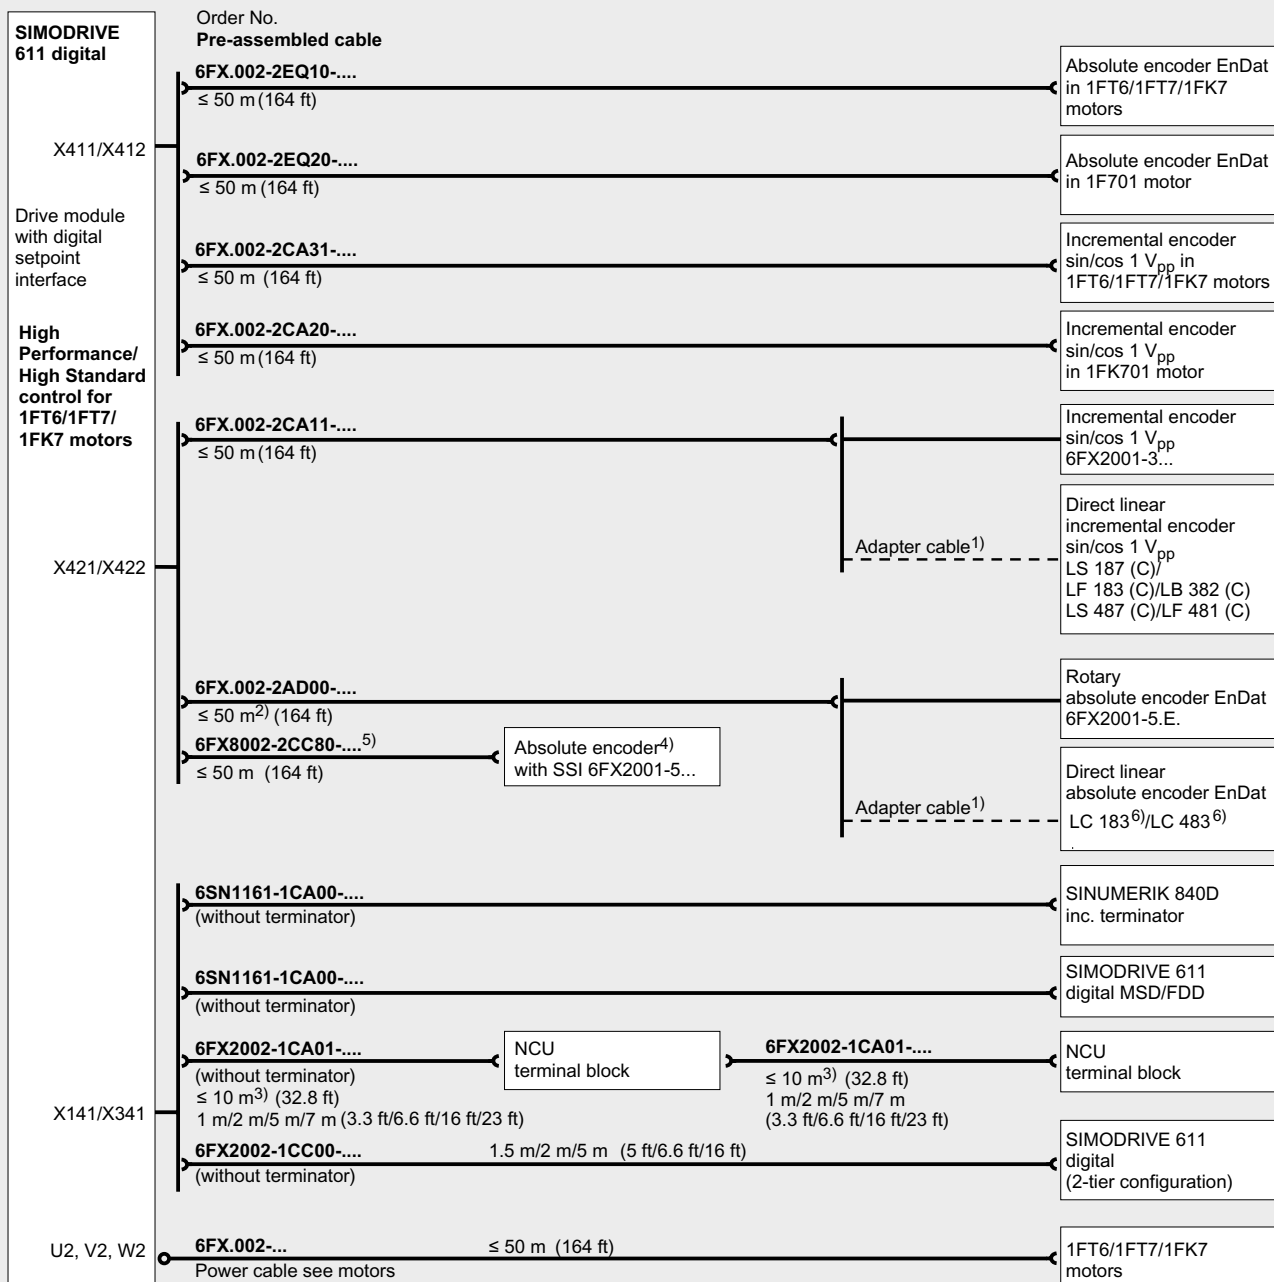 Order No.
Pre-assembled cable
SIMODRIVE
611 digital
X411/X412
Drive module
with digital
setpoint
interface
High
Performance/
High Standard
control for
1FT6/1FT7/
1FK7 motors
6FX.002-2EQ10-....
≤ 50 m (164 ft)
Absolute encoder EnDat
in 1FT6/1FT7/1FK7
motors
6FX.002-2EQ20-....
≤ 50 m (164 ft)
Absolute encoder EnDat
in 1F701 motor
6FX.002-2CA31-....
≤ 50 m (164 ft)
Incremental encoder
sin/cos 1 Vpp in
1FT6/1FT7/1FK7 motors
6FX.002-2CA20-....
≤ 50 m (164 ft)
Incremental encoder
sin/cos 1 Vpp
in 1FK701 motor
X421/X422
6FX.002-2CA11-....
≤ 50 m (164 ft)
Incremental encoder
sin/cos 1 Vpp
6FX2001-3...
Adapter cable1)
Direct linear
incremental encoder
sin/cos 1 Vpp
LS 187 (C)/
LF 183 (C)/LB 382 (C)
LS 487 (C)/LF 481 (C)
6FX.002-2AD00-....
≤ 50 m2) (164 ft)
Rotary
absolute encoder EnDat
6FX2001-5.E.
6FX8002-2CC80-....5)
≤ 50 m (164 ft)
Absolute encoder4)
with SSI 6FX2001-5...
Adapter cable1)
Direct linear
absolute encoder EnDat
LC 1836)/LC 4836)
X141/X341
6SN1161-1CA00-....
(without terminator)
SINUMERIK 840D
inc. terminator
6SN1161-1CA00-....
(without terminator)
SIMODRIVE 611
digital MSD/FDD
6FX2002-1CA01-....
(without terminator)
≤ 10 m3) (32.8 ft)
1 m/2 m/5 m/7 m (3.3 ft/6.6 ft/16 ft/23 ft)
NCU
terminal block
6FX2002-1CA01-....
≤ 10 m3) (32.8 ft)
1 m/2 m/5 m/7 m
(3.3 ft/6.6 ft/16 ft/23 ft)
NCU
terminal block
6FX2002-1CC00-....
(without terminator)
1.5 m/2 m/5 m (5 ft/6.6 ft/16 ft)
SIMODRIVE 611
digital
(2-tier configuration)
U2, V2, W2
6FX.002-...
≤ 50 m (164 ft)
Power cable see motors
1FT6/1FT7/1FK7
motors